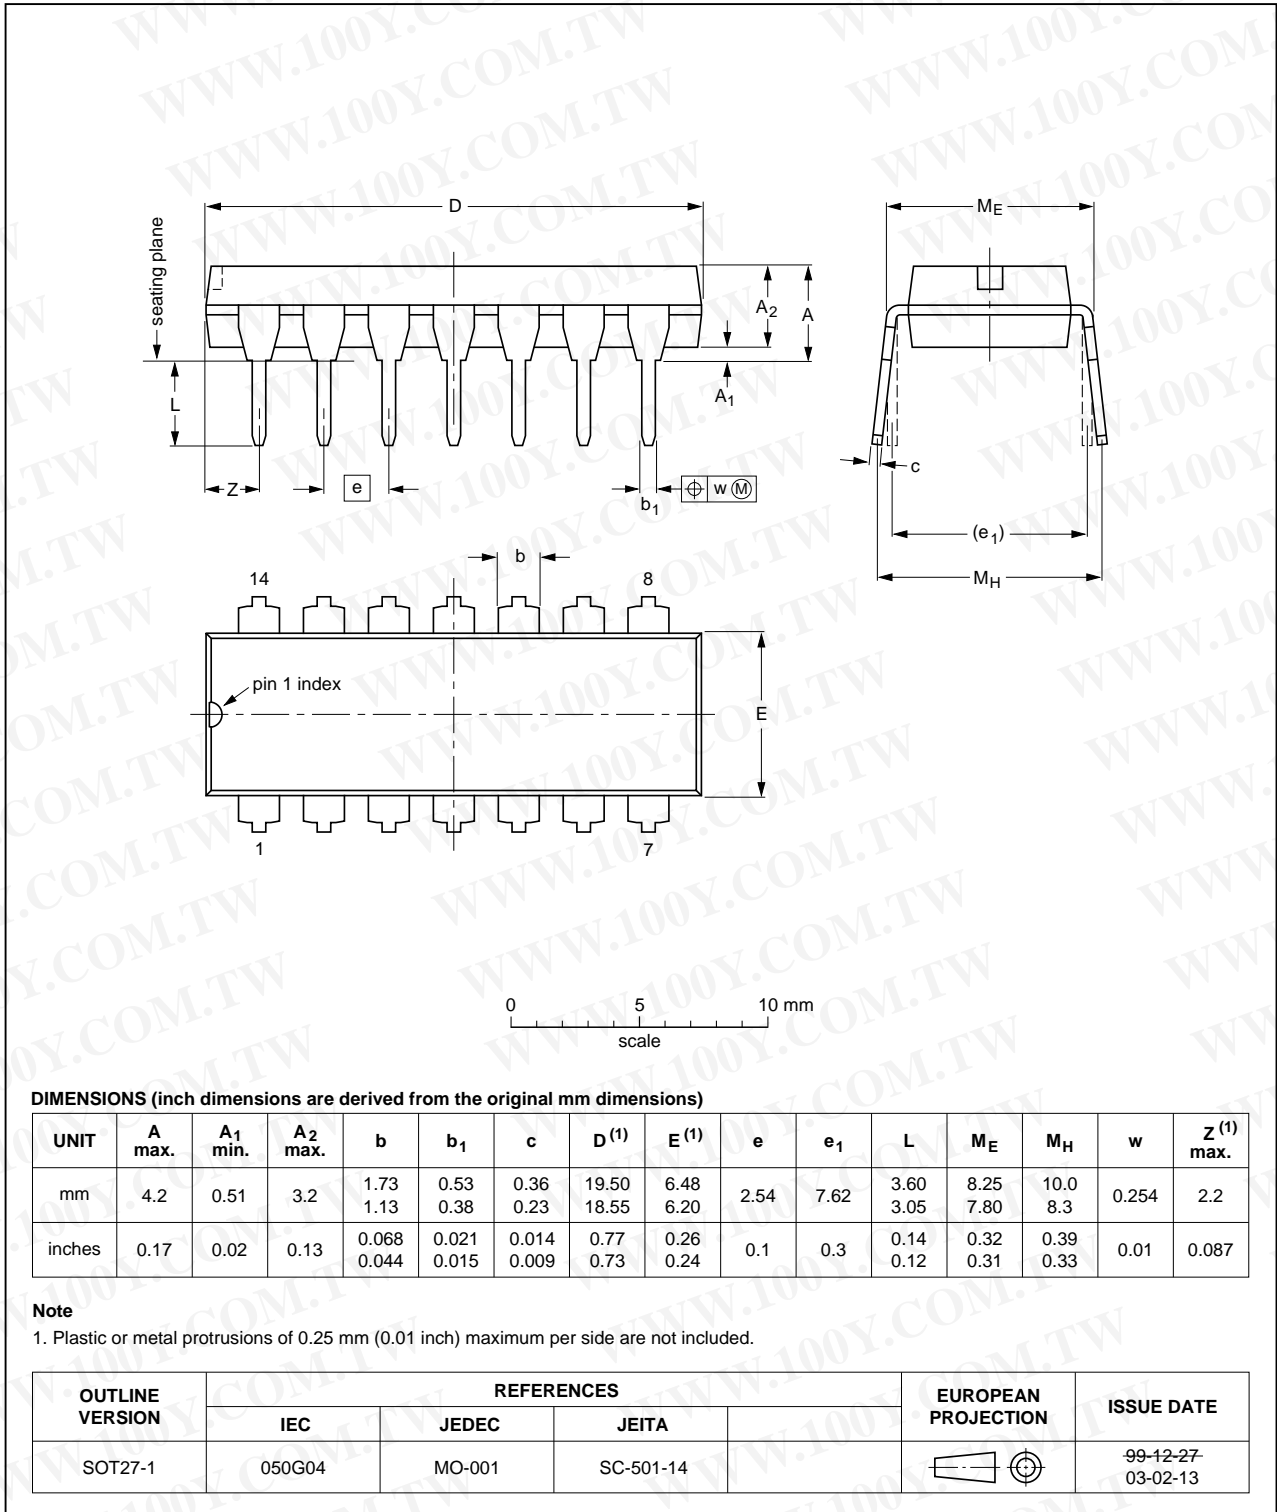 D
ME
seating plane
A2
A
A1
L
Z
e
b1
w M
c
(e1)
MH
b
14
8
pin 1 index
E
1
7
0 5 10 mm
scale
DIMENSIONS (inch dimensions are derived from the original mm dimensions)
UNIT A max. A1 min. A2 max. b b1 c D(1) E(1) e e1 L ME MH w Z(1) max.
mm 4.2 0.51 3.2 1.73 1.13 0.53 0.38 0.36 0.23 19.50 18.55 6.48 6.20 2.54 7.62 3.60 3.05 8.25 7.80 10.0 8.3 0.254 2.2
inches 0.17 0.02 0.13 0.068 0.044 0.021 0.015 0.014 0.009 0.77 0.73 0.26 0.24 0.1 0.3 0.14 0.12 0.32 0.31 0.39 0.33 0.01 0.087
Note
1. Plastic or metal protrusions of 0.25 mm (0.01 inch) maximum per side are not included.
OUTLINE VERSION REFERENCES EUROPEAN PROJECTION ISSUE DATE
IEC JEDEC JEITA
SOT27-1 050G04 MO-001 SC-501-14 99-12-27
03-02-13
WWW.100Y.COM.TW